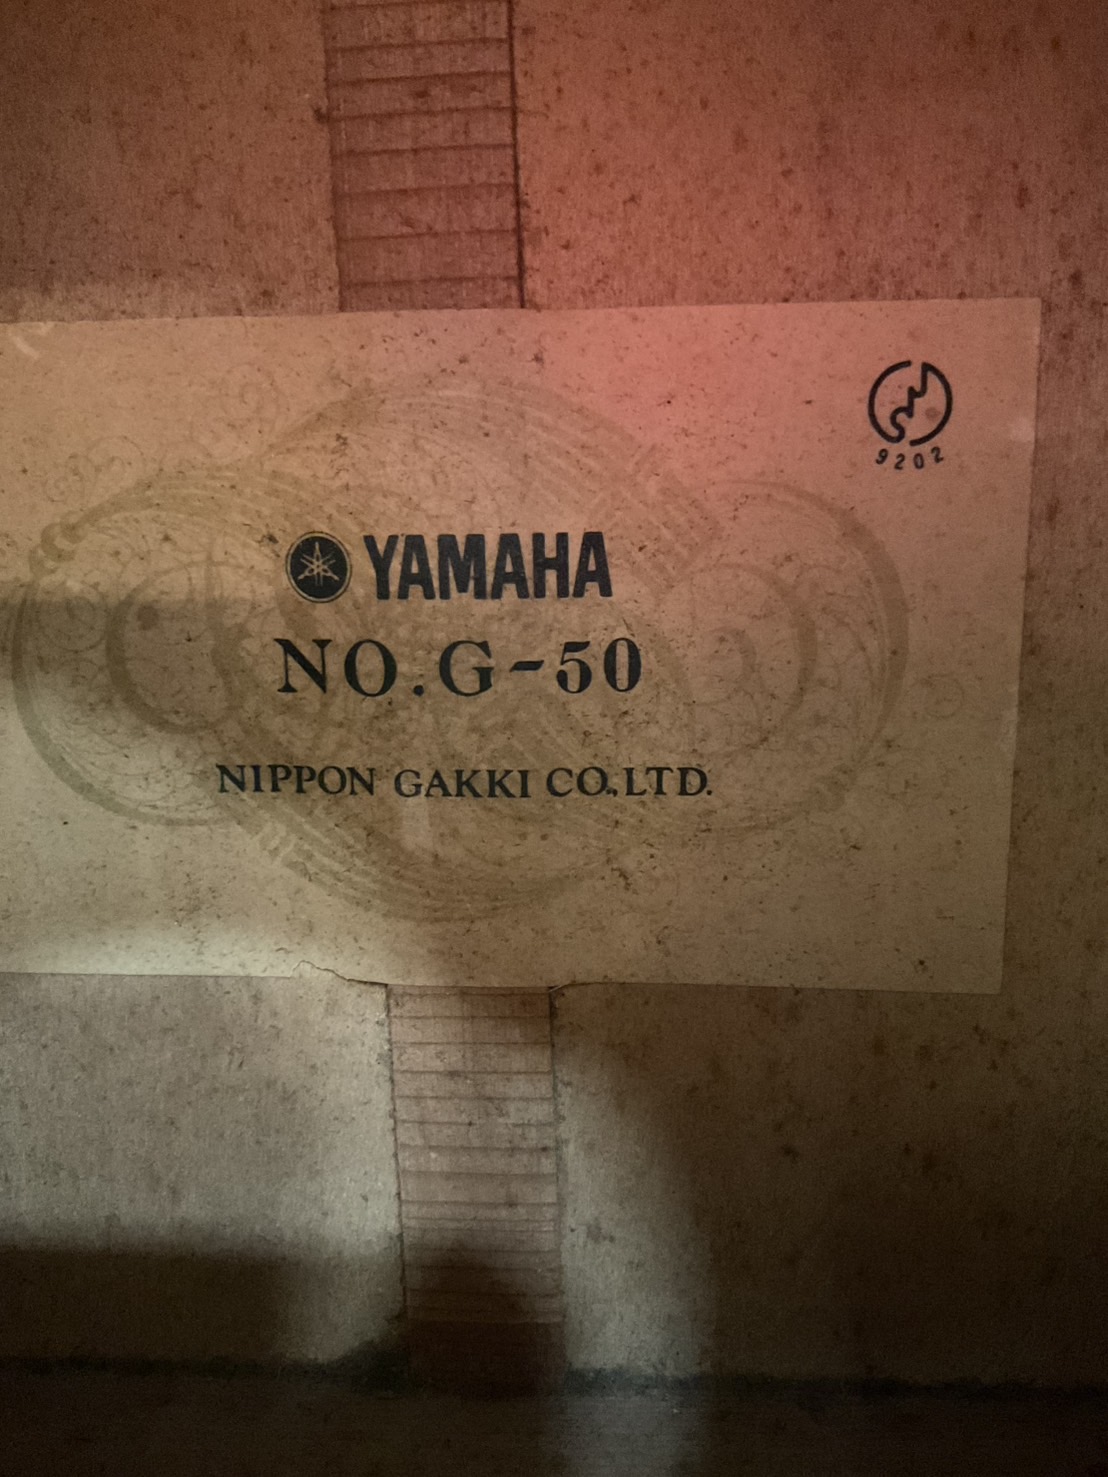 9202
YAMAHA
NO.G-50
NIPPON GAKKI CO.,LTD.